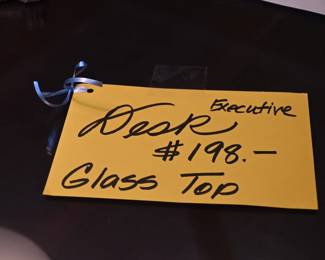 Executive
Desk
# 198.-
Glass Top